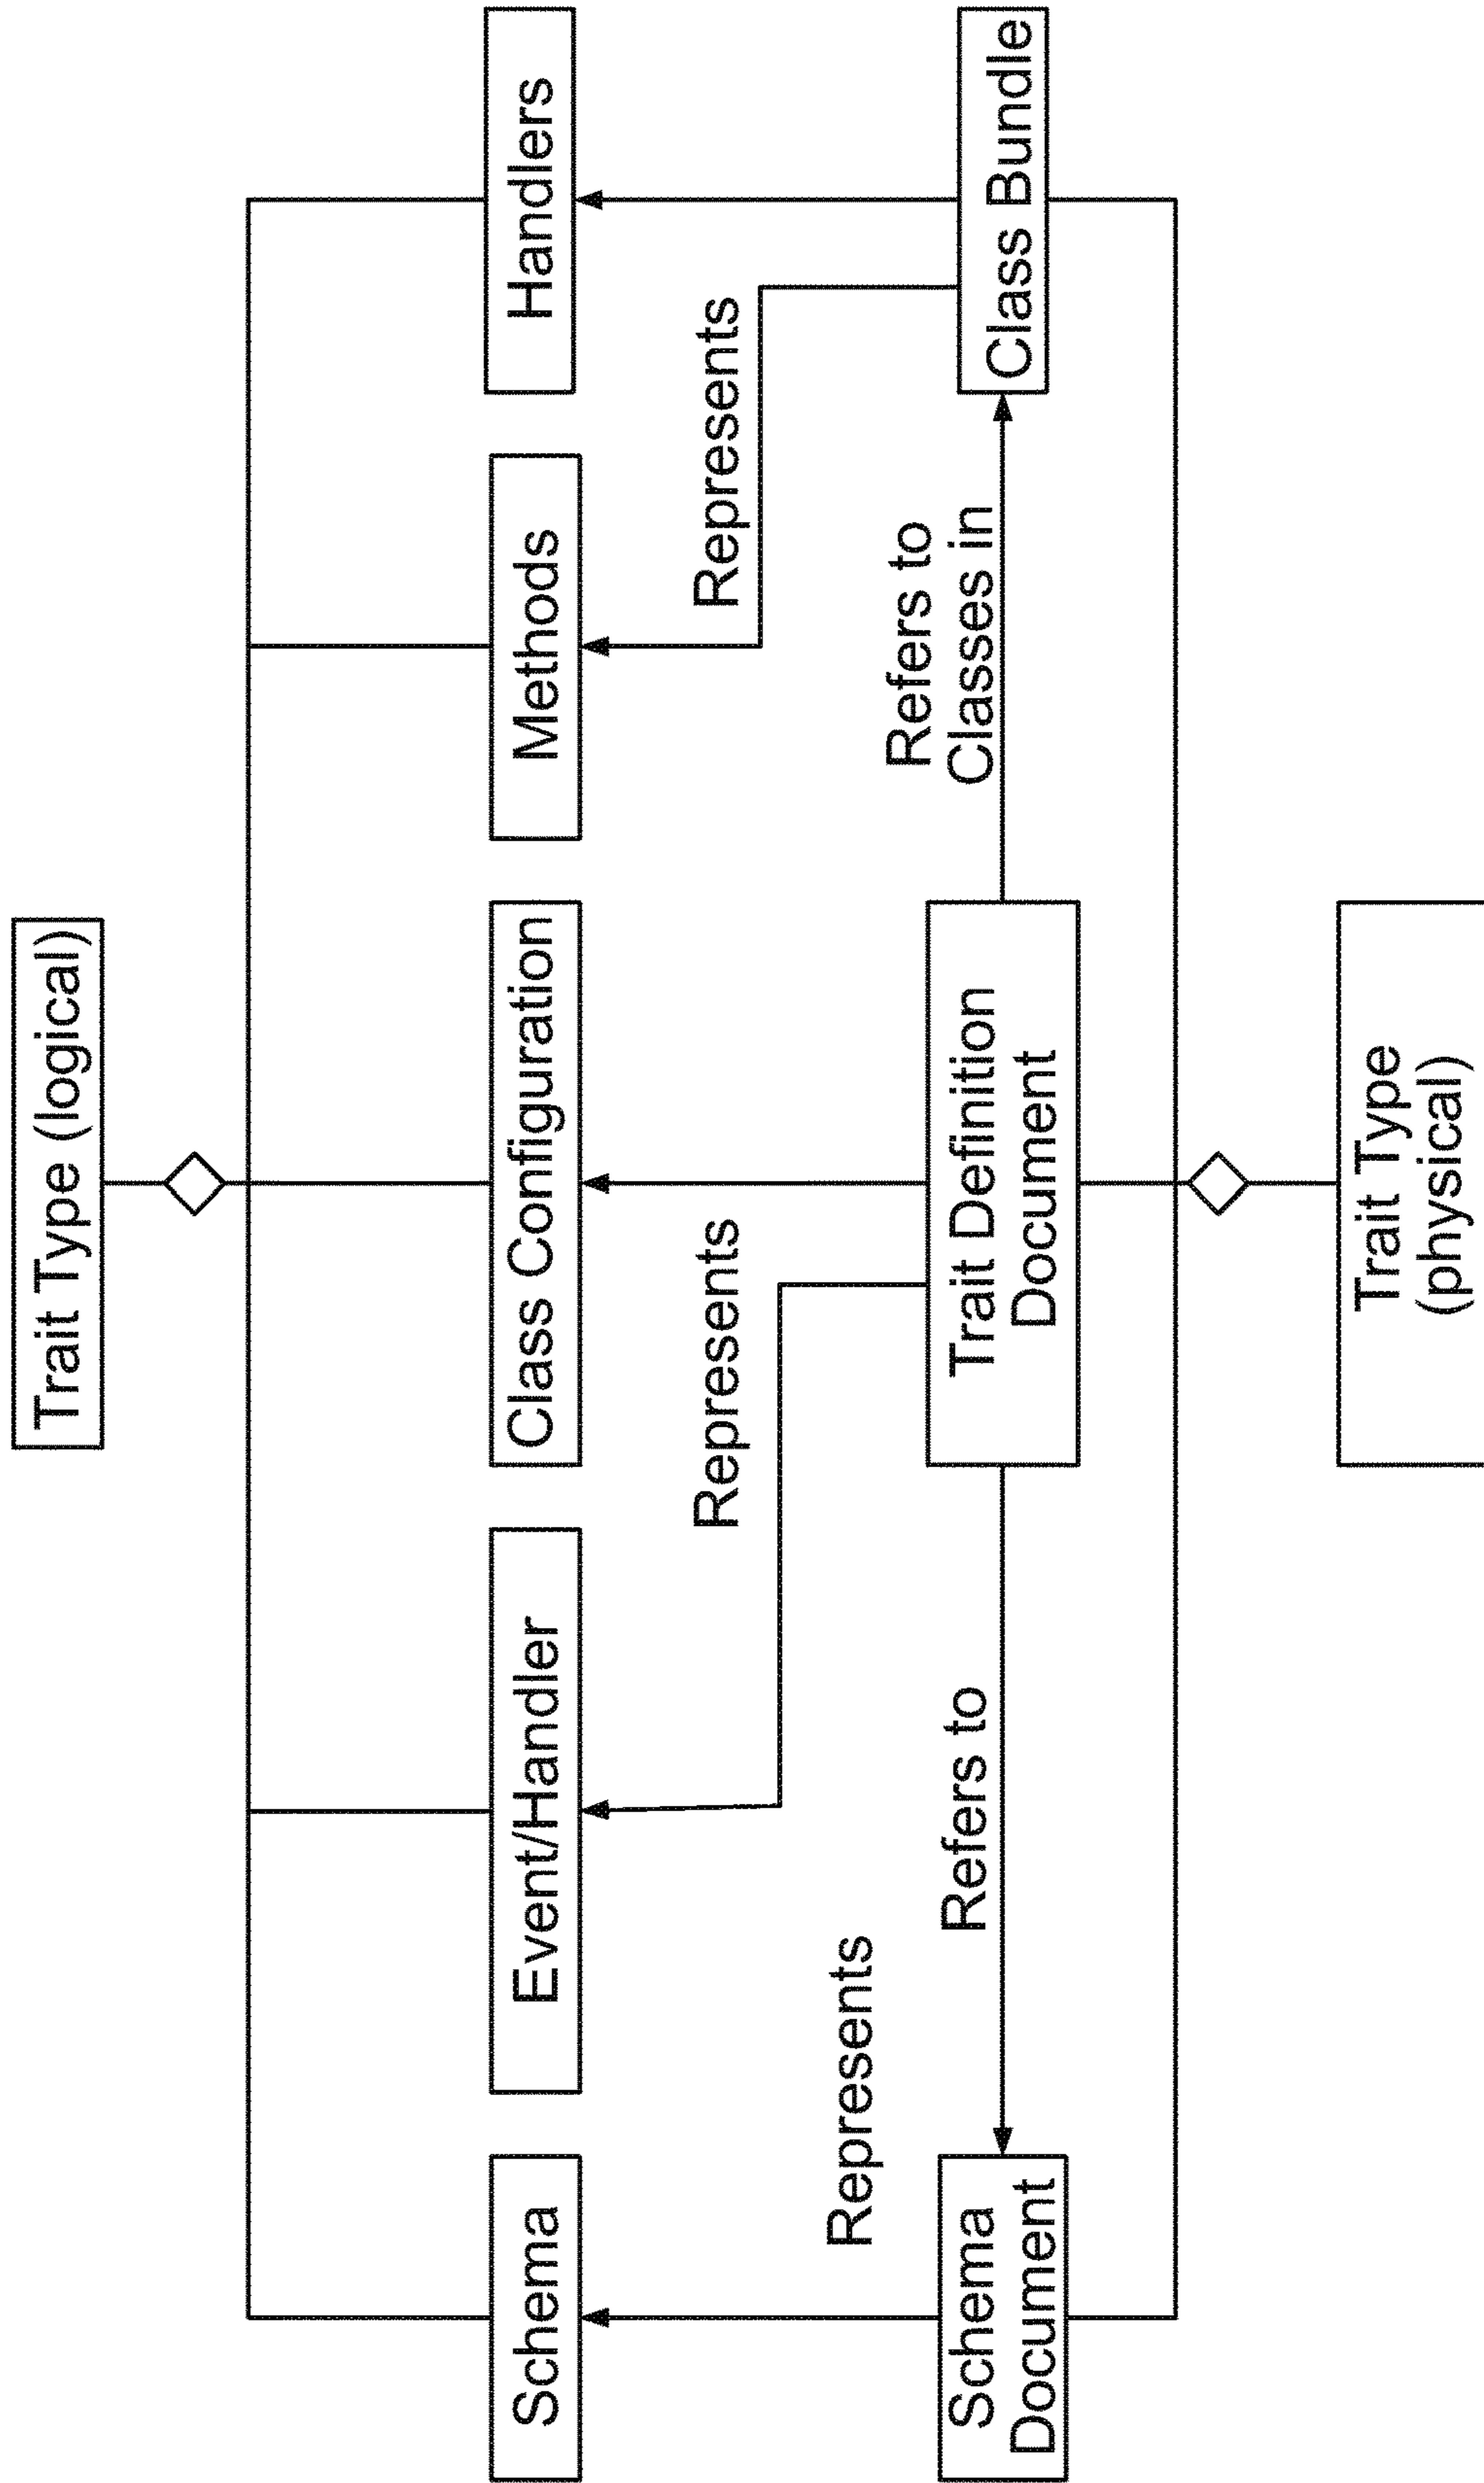 Trait Type (logical)
Schema
Event/Handler
Class Configuration
Methods
Handlers
Represents
Represents
Represents
Refers to
Refers to
Classes in
Schema
Document
Trait Definition
Document
Class Bundle
Trait Type
(physical)